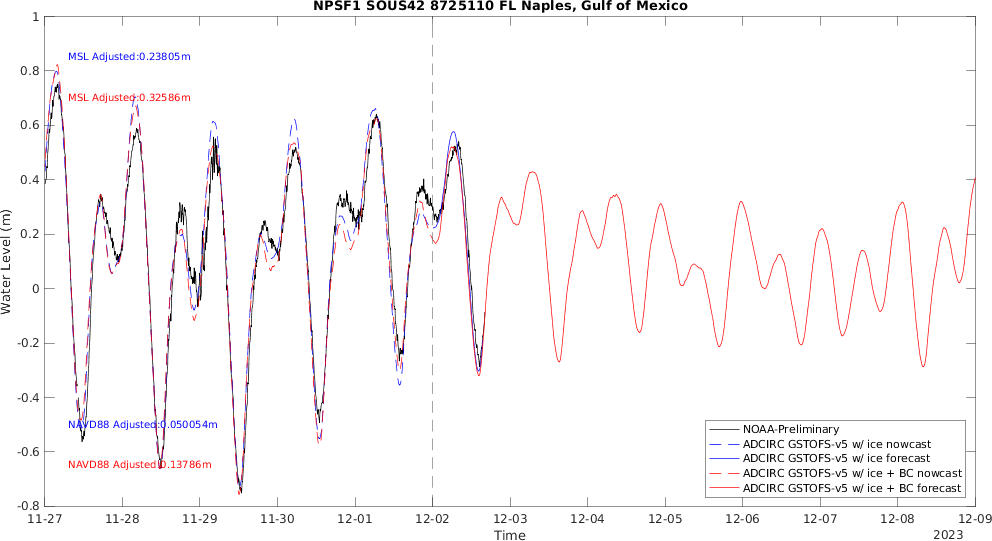 NPSF1 SOUS42 8725110 FL Naples, Gulf of Mexico
1
0.8
0.6
0.4
0.2
0
-0.2
-0.4
-0.6
-0.8
Water Level (m)
MSL Adjusted:0.23805m
MSL Adjusted:0.32586m
NAVD88 Adjusted:0.050054m
NAVD88 Adjusted:0.13786m
NOAA-Preliminary
ADCIRC GSTOFS-v5 w/ ice nowcast
ADCIRC GSTOFS-v5 w/ ice forecast
ADCIRC GSTOFS-v5 w/ ice + BC nowcast
ADCIRC GSTOFS-v5 w/ ice + BC forecast
11-27 11-28 11-29 11-30 12-01 12-02 12-03 12-04 12-05 12-06 12-07 12-08 12-09
Time
2023